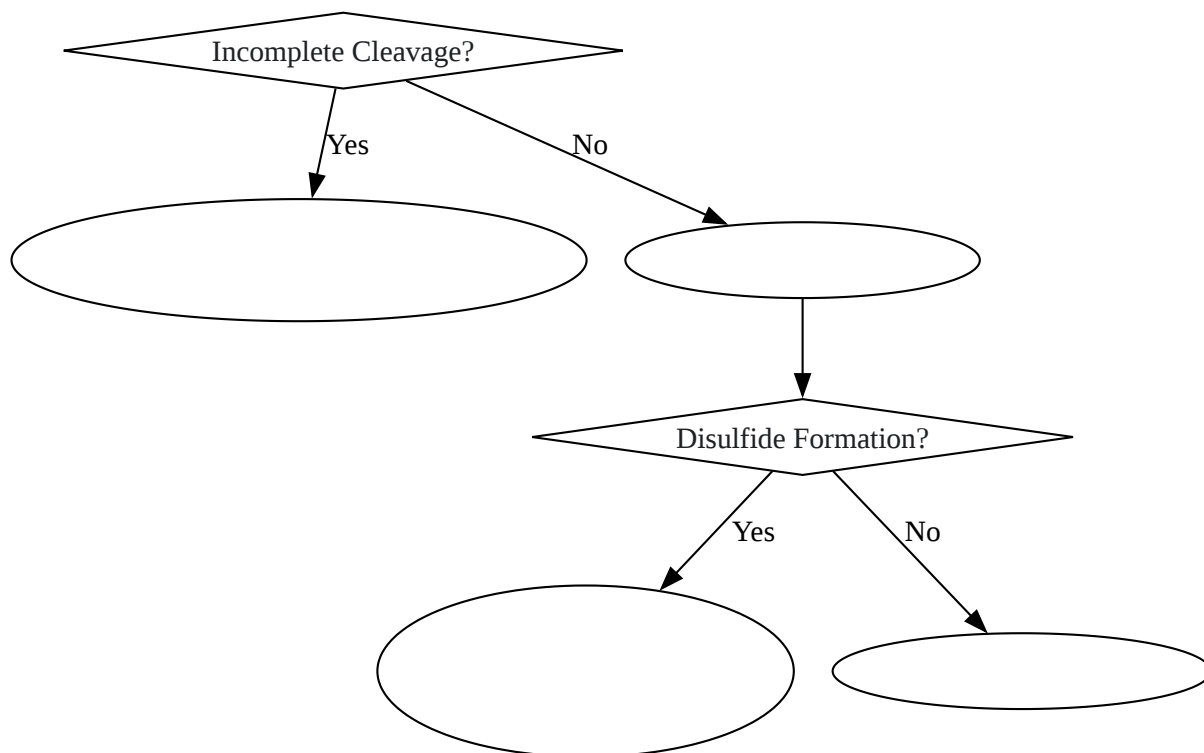 Incomplete Cleavage?
Yes
No
Disulfide Formation?
Yes
No